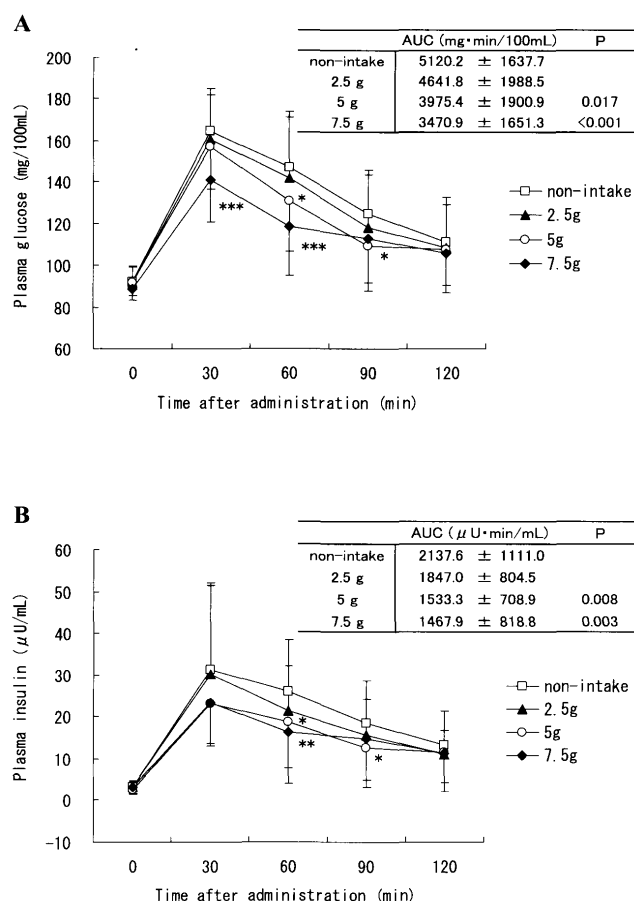 A
AUC (mg·min/100mL) P
non-intake 5120.2 ± 1637.7
2.5 g 4641.8 ± 1988.5
5 g 3975.4 ± 1900.9 0.017
7.5 g 3470.9 ± 1651.3 <0.001
200
180
160
140
120
100
80
60
Plasma glucose (mg/100mL)
***
*
***
*
non-intake
2.5g
5g
7.5g
0 30 60 90 120
Time after administration (min)
B
AUC (μU·min/mL) P
non-intake 2137.6 ± 1111.0
2.5 g 1847.0 ± 804.5
5 g 1533.3 ± 708.9 0.008
7.5 g 1467.9 ± 818.8 0.003
60
50
40
30
20
10
0
-10
Plasma insulin (μU/mL)
*
**
*
non-intake
2.5g
5g
7.5g
0 30 60 90 120
Time after administration (min)